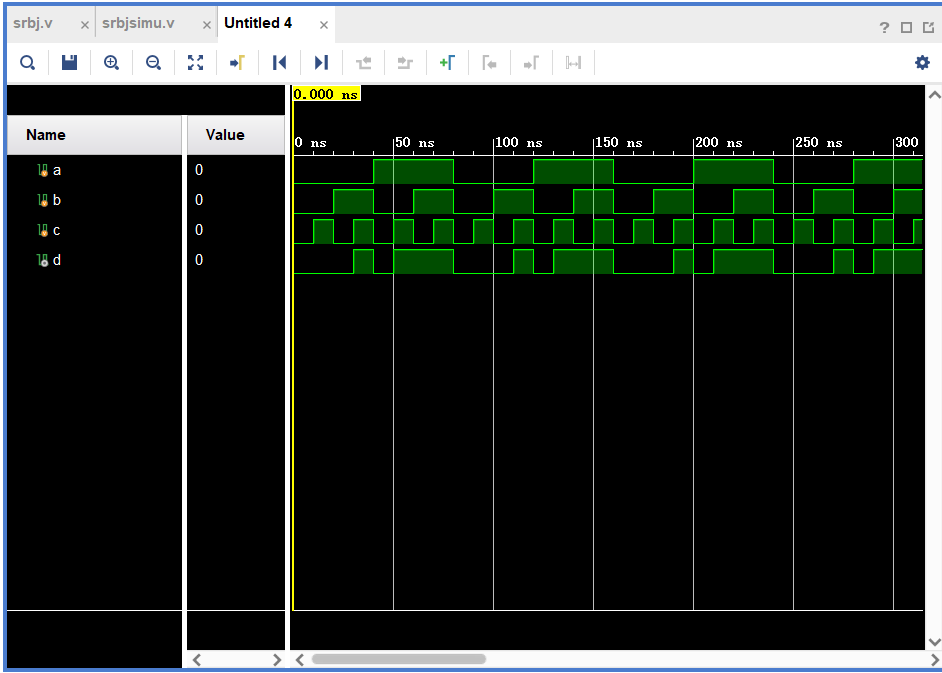 srbj.v × srbjsimu.v × Untitled 4 × ?
0.000 ns
Name Value 0 ns 50 ns 100 ns 150 ns 200 ns 250 ns 300
a 0
b 0
c 0
d 0